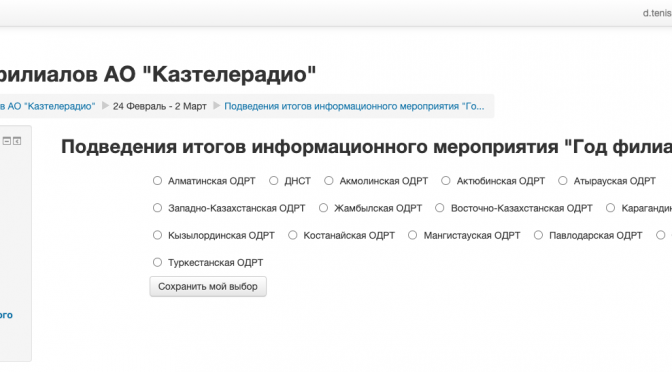 d.tenis
филиалов АО "Казтелерадио"
в АО "Казтелерадио" 24 Февраль - 2 Март Подведения итогов информационного мероприятия "Го...
Подведения итогов информационного мероприятия "Год филиа
Алматинская ОДРТ ДНСТ Акмолинская ОДРТ Актюбинская ОДРТ Атырауская ОДРТ
Западно-Казахстанская ОДРТ Жамбылская ОДРТ Восточно-Казахстанская ОДРТ Караганди
Кызылординская ОДРТ Костанайская ОДРТ Мангистауская ОДРТ Павлодарская ОДРТ
Туркестанская ОДРТ
Сохранить мой выбор
ого